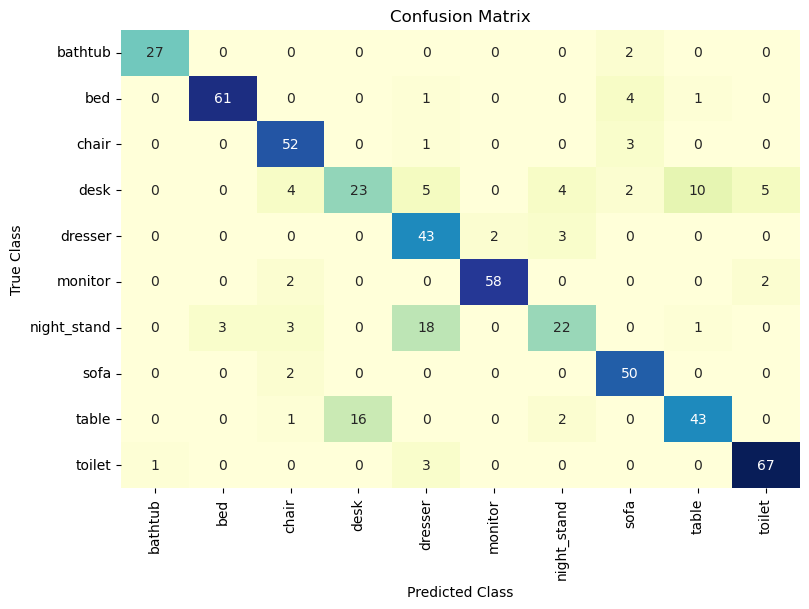 Confusion Matrix
True Class
bathtub 27 0 0 0 0 0 0 2 0 0
bed 0 61 0 0 1 0 0 4 1 0
chair 0 0 52 0 1 0 0 3 0 0
desk 0 0 4 23 5 0 4 2 10 5
dresser 0 0 0 0 43 2 3 0 0 0
monitor 0 0 2 0 0 58 0 0 0 2
night_stand 0 3 3 0 18 0 22 0 1 0
sofa 0 0 2 0 0 0 0 50 0 0
table 0 0 1 16 0 0 2 0 43 0
toilet 1 0 0 0 3 0 0 0 0 67
bathtub bed chair desk dresser monitor night_stand sofa table toilet
Predicted Class